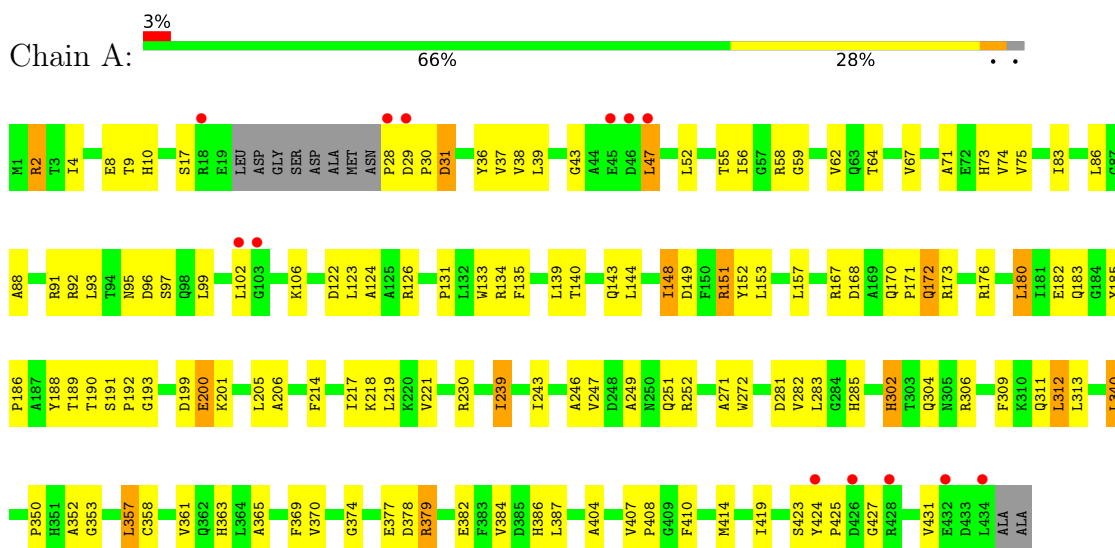 3%
Chain A:
66% 28% • •
M1 R2 T3 I4 E8 T9 H10 S17 R18 E19 LEU ASP GLY SER ASP ALA MET ASN P28 D29 P30 D31 Y36 V37 V38 L39 G43 A44 E45 D46 L47 L52 T55 I56 G57 R58 G59 V62 Q63 T64 V67 A71 E72 H73 V74 V75 I83 L86 G87
A88 R91 R92 L93 T94 N95 D96 S97 Q98 L99 L102 G103 K106 D122 L123 A124 A125 R126 P131 L132 W133 R134 F135 L139 T140 Q143 L144 I148 D149 F150 R151 Y152 L153 L157 R167 D168 A169 Q170 P171 Q172 R173 R176 L180 I181 E182 Q183 G184 Y185
P186 A187 Y188 T189 T190 S191 P192 G193 D199 E200 K201 L205 A206 F214 I217 K218 L219 K220 V221 R230 I239 I243 A246 V247 D248 A249 N250 Q251 R252 A271 W272 D281 V282 L283 G284 H285 H302 T303 Q304 N305 R306 F309 K310 Q311 L312 L313
P350 H351 A352 G353 L357 C358 V361 Q362 H363 L364 A365 F369 V370 G374 E377 D378 R379 E382 F383 V384 D385 H386 L387 A404 V407 P408 G409 F410 M414 I419 S423 Y424 P425 D426 G427 R428 V431 E432 D433 L434 ALA ALA